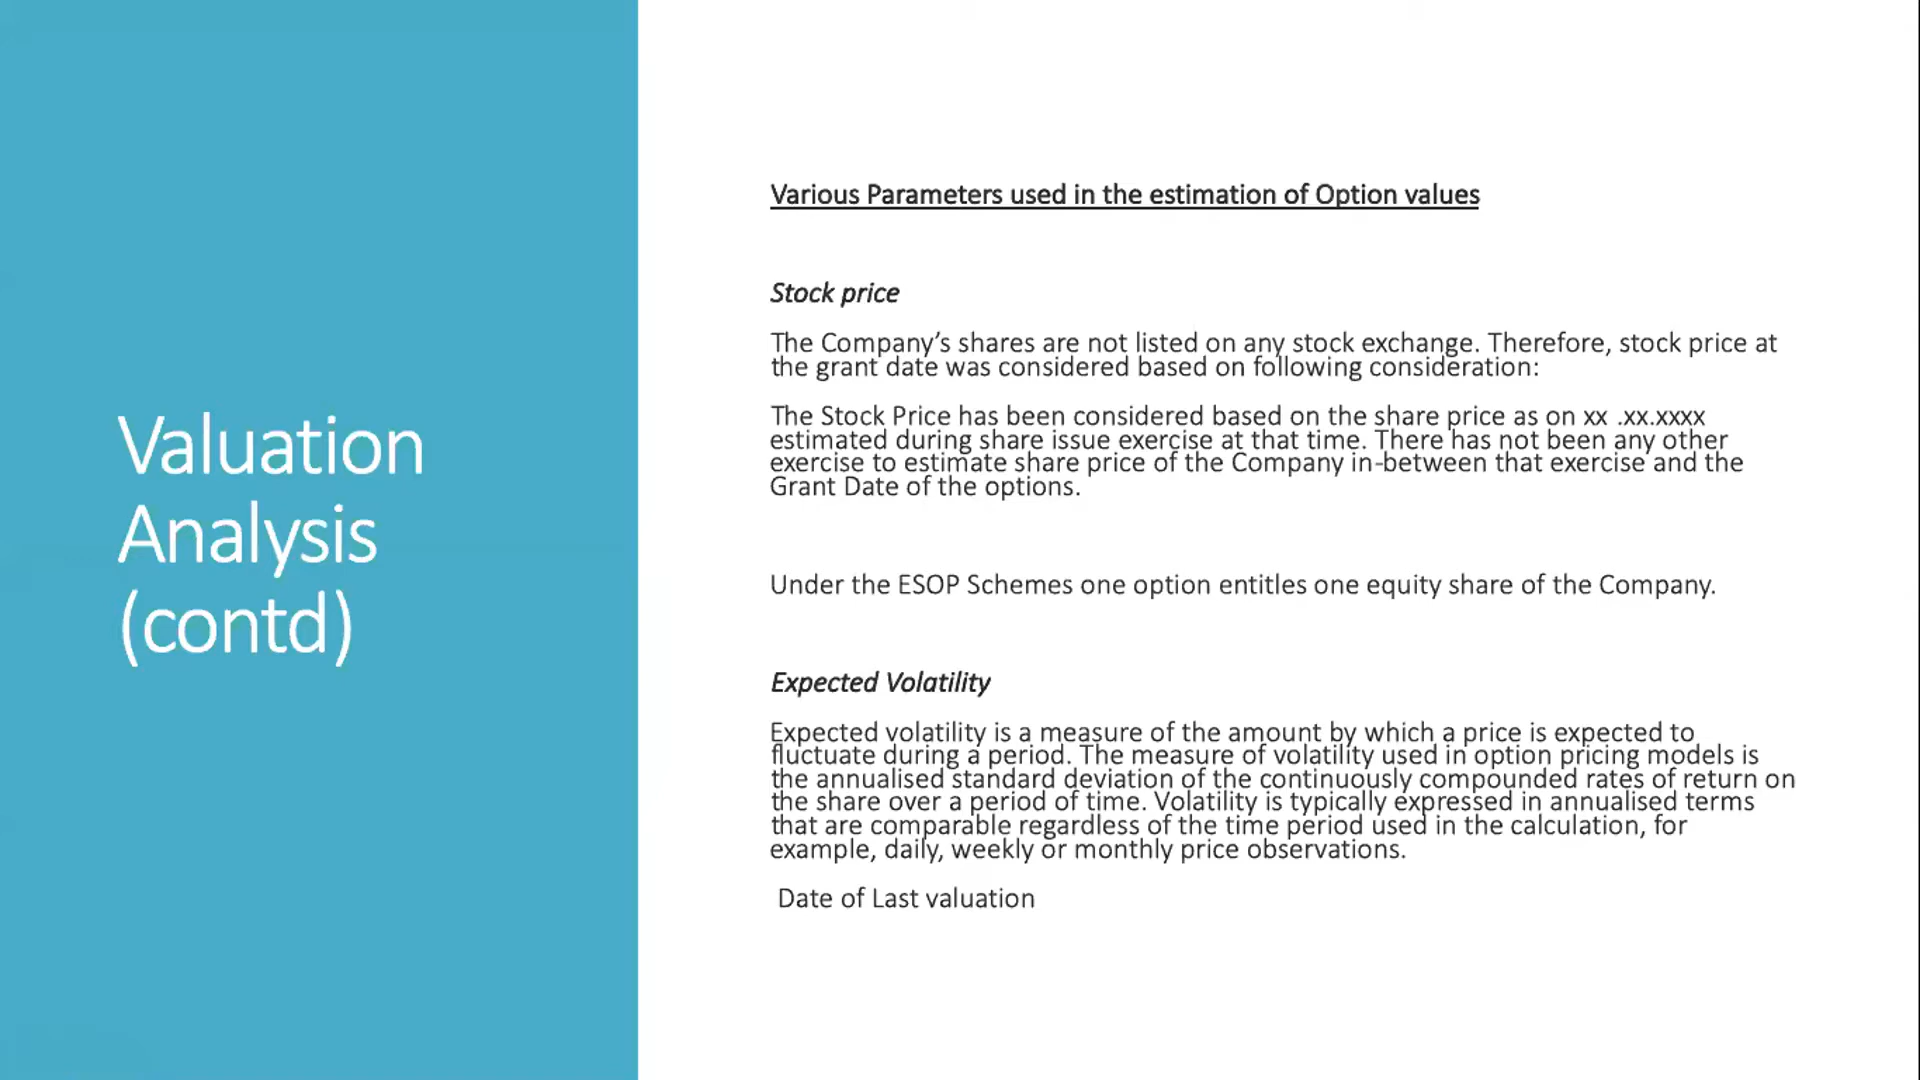 Valuation
Analysis
(contd)
Various Parameters used in the estimation of Option values
Stock price
The Company’s shares are not listed on any stock exchange. Therefore, stock price at
the grant date was considered based on following consideration:
The Stock Price has been considered based on the share price as on xx .xx.xxxx
estimated during share issue exercise at that time. There has not been any other
exercise to estimate share price of the Company in-between that exercise and the
Grant Date of the options.
Under the ESOP Schemes one option entitles one equity share of the Company.
Expected Volatility
Expected volatility is a measure of the amount by which a price is expected to
fluctuate during a period. The measure of volatility used in option pricing models is
the annualised standard deviation of the continuously compounded rates of return on
the share over a period of time. Volatility is typically expressed in annualised terms
that are comparable regardless of the time period used in the calculation, for
example, daily, weekly or monthly price observations.
Date of Last valuation